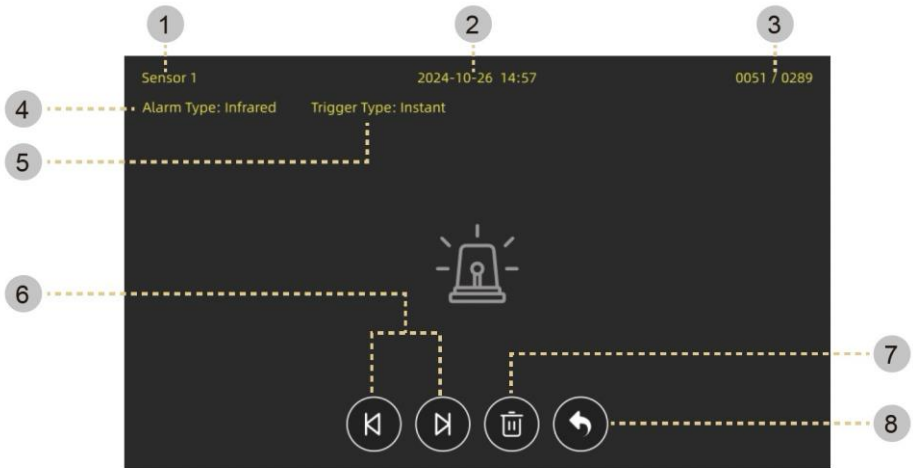 1 2 3
Sensor 1 2024-10-26 14:57 0051 / 0289
4 Alarm Type: Infrared Trigger Type: Instant
5
6
7
8